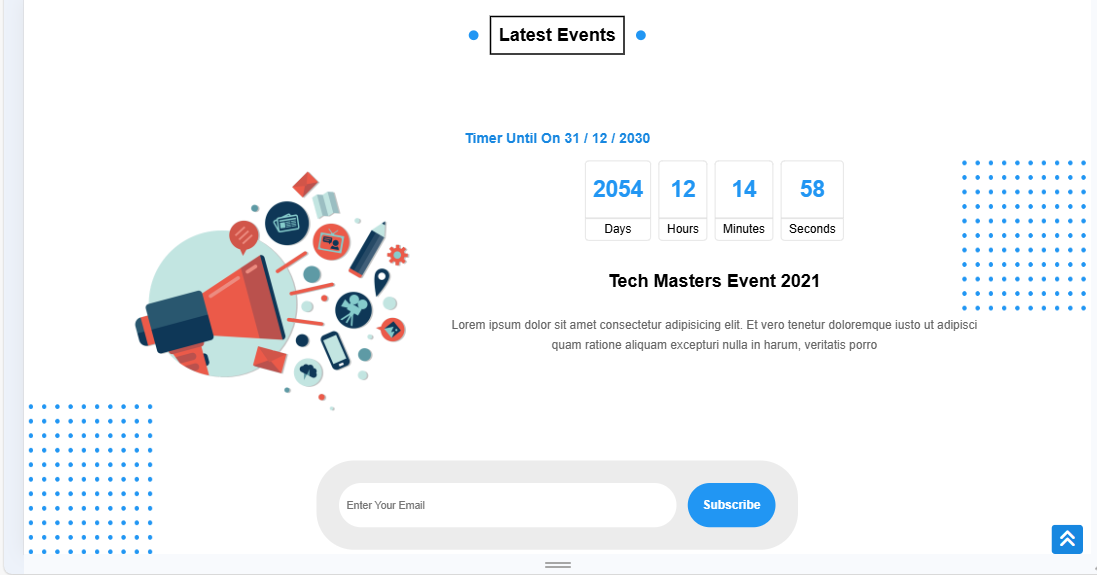 Latest Events
Timer Until On 31 / 12 / 2030
2054 12 14 58
Days Hours Minutes Seconds
Tech Masters Event 2021
Lorem ipsum dolor sit amet consectetur adipisicing elit. Et vero tenetur doloremque iusto ut adipisci
quam ratione aliquam excepturi nulla in harum, veritatis porro
Enter Your Email
Subscribe